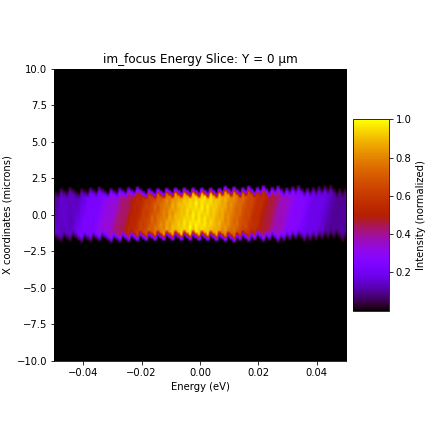 im_focus Energy Slice: Y = 0 μm
10.0
7.5
5.0
2.5
0.0
−2.5
−5.0
−7.5
−10.0
X coordinates (microns)
−0.04 −0.02 0.00 0.02 0.04
Energy (eV)
1.0
0.8
0.6
0.4
0.2
Intensity (normalized)